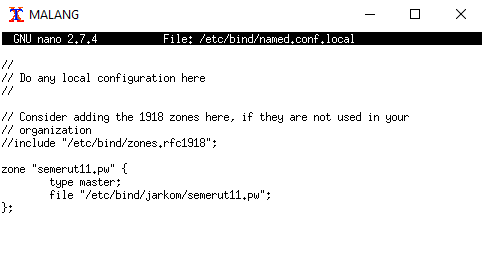 MALANG
GNU nano 2.7.4 File: /etc/bind/named.conf.local
//
// Do any local configuration here
//
// Consider adding the 1918 zones here, if they are not used in your
// organization
//include "/etc/bind/zones.rfc1918";
zone "semerut11.pw" {
type master;
file "/etc/bind/jarkom/semerut11.pw";
};